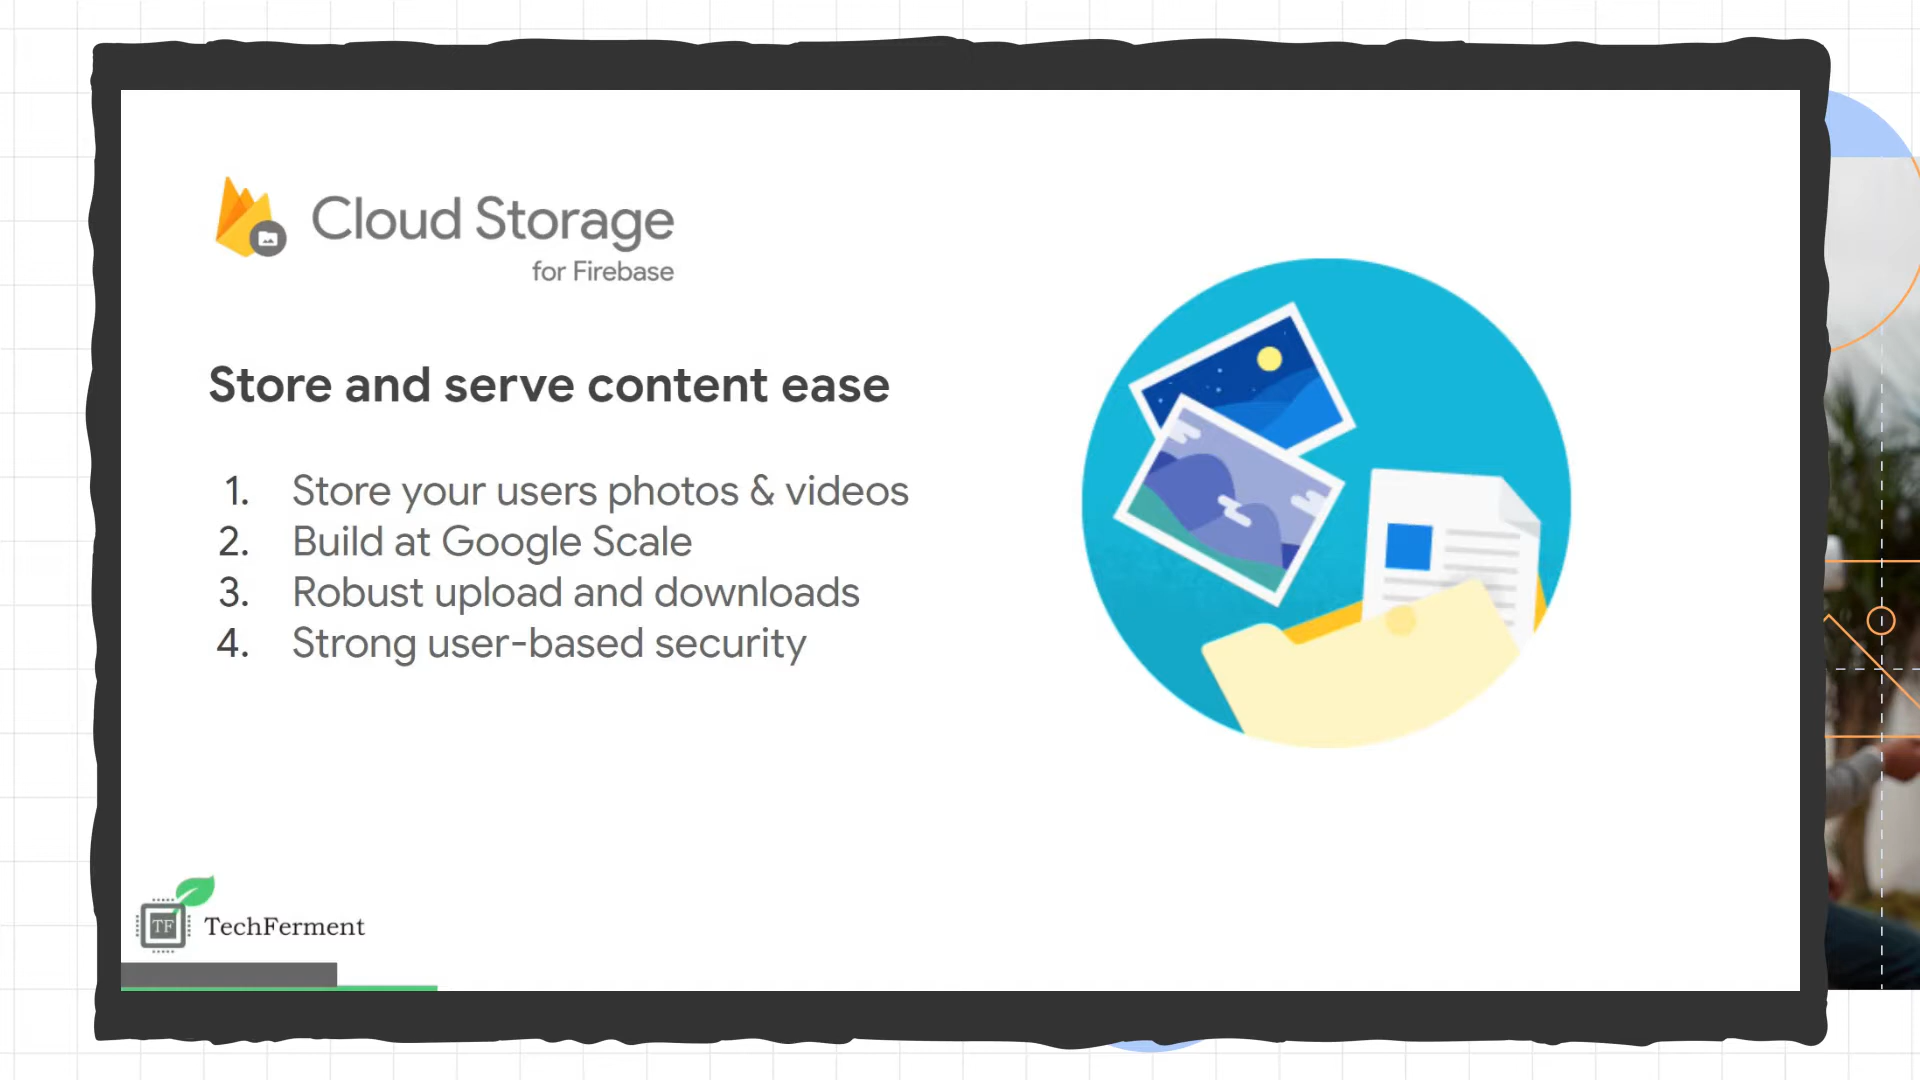 Cloud Storage
for Firebase
Store and serve content ease
1. Store your users photos & videos
2. Build at Google Scale
3. Robust upload and downloads
4. Strong user-based security
TF
TechFerment